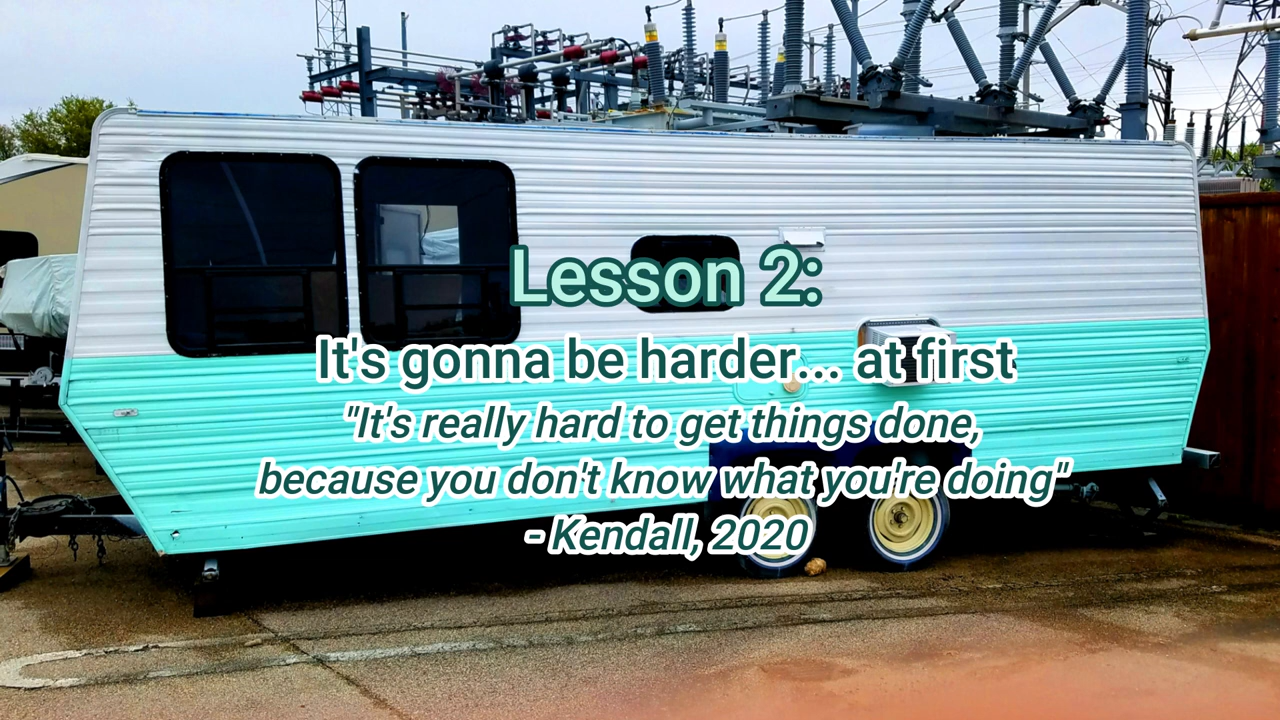 Lesson 2:
It's gonna be harder... at first
"It's really hard to get things done,
because you don't know what you're doing"
- Kendall, 2020